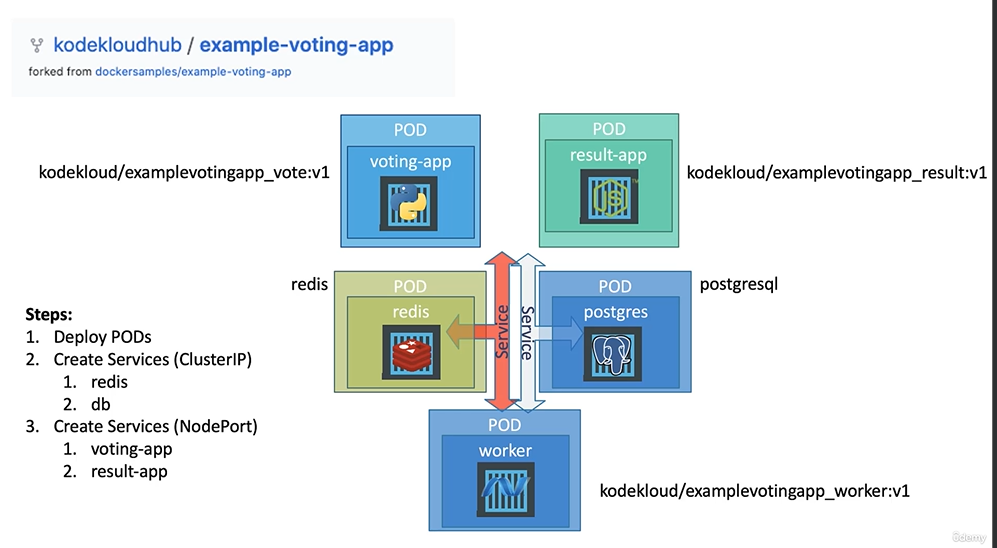 kodekloudhub / example-voting-app
forked from dockersamples/example-voting-app
POD
voting-app
kodekloud/examplevotingapp_vote:v1
POD
result-app
JS
TM
kodekloud/examplevotingapp_result:v1
redis
POD
redis
Service
Service
POD
postgres
postgresql
Steps:
1. Deploy PODs
2. Create Services (ClusterIP)
1. redis
2. db
3. Create Services (NodePort)
1. voting-app
2. result-app
POD
worker
kodekloud/examplevotingapp_worker:v1
ûdemy